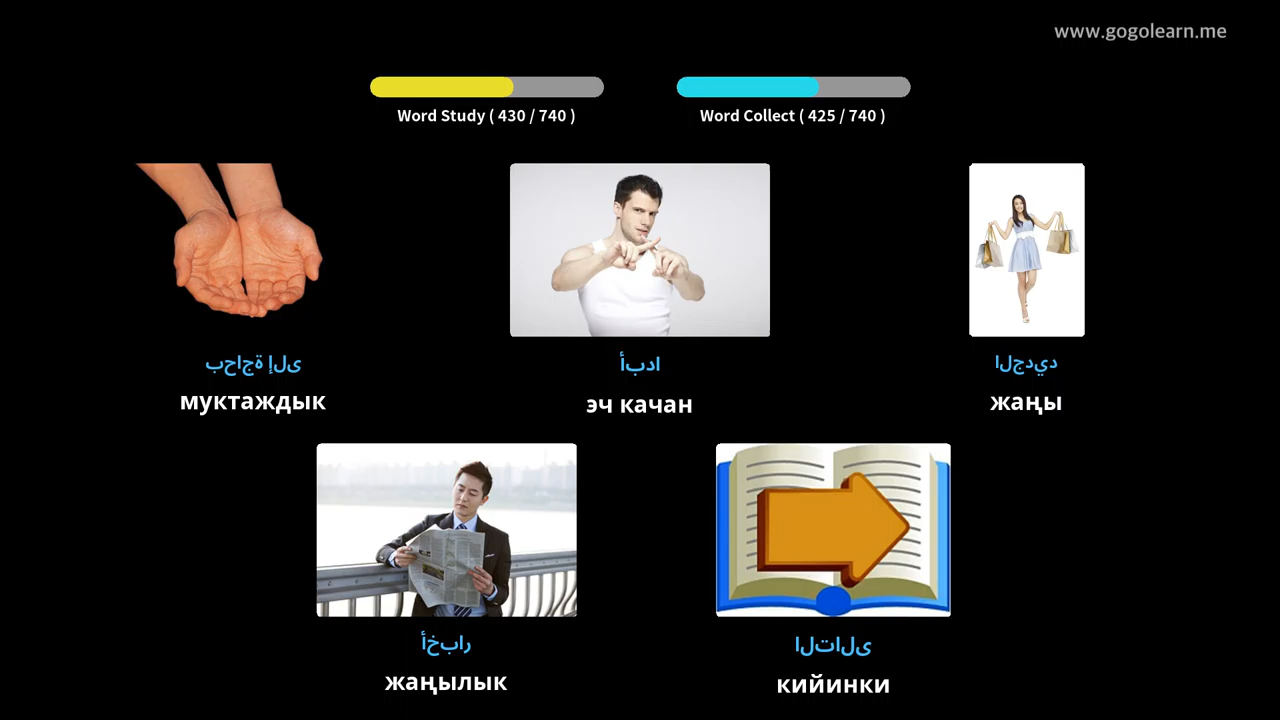 www.gogolearn.me
Word Study ( 430 / 740 )
Word Collect ( 425 / 740 )
بحاجة إلى
муктаждык
أبدا
эч качан
الجديد
жаңы
أخبار
жаңылык
التالى
кийинки